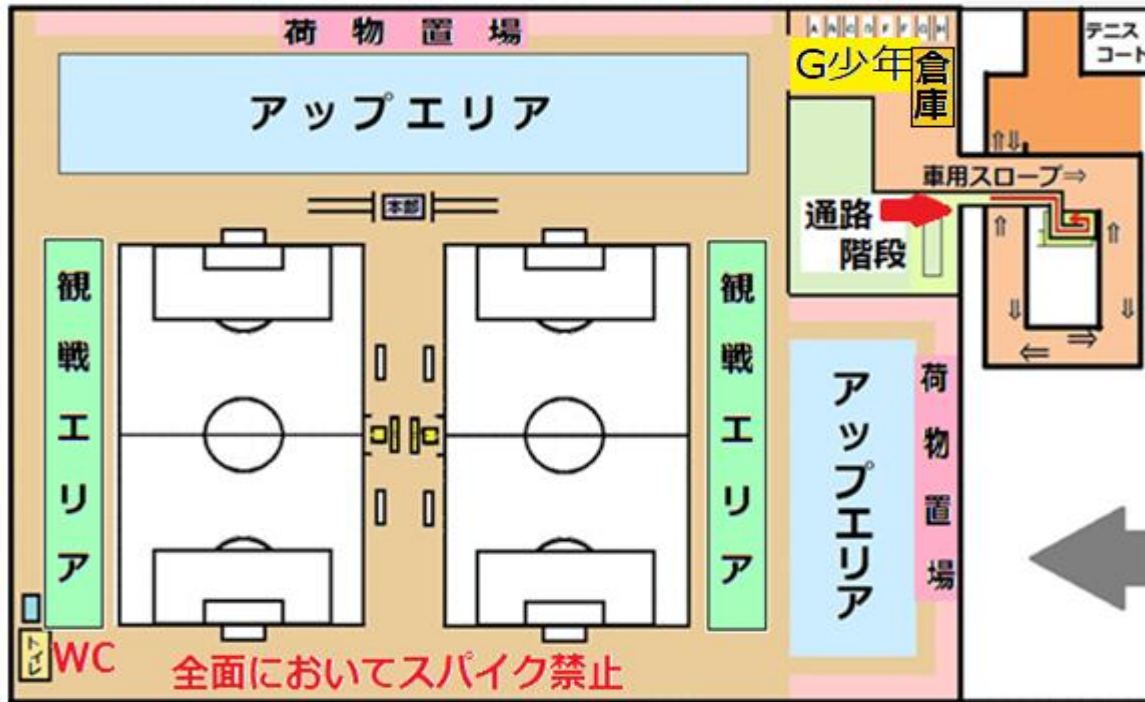 荷物置場
G少年
倉庫
テニス
コート
アップエリア
車用スロープ⇒
本部
通路
階段
観戦エリア
観戦エリア
アップエリア
荷物置場
トイレ
WC
全面においてスパイク禁止